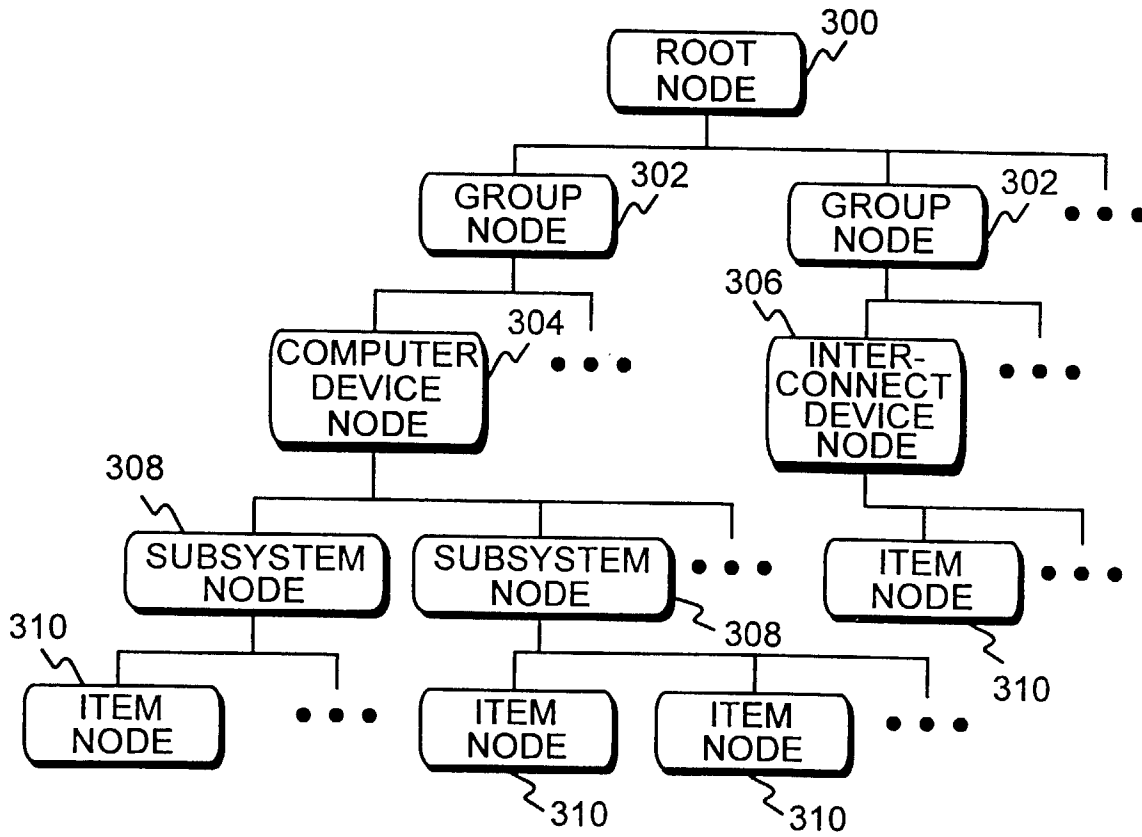 300
ROOT
NODE
302
GROUP
NODE
302
GROUP
NODE
304
COMPUTER
DEVICE
NODE
306
INTER-
CONNECT
DEVICE
NODE
308
SUBSYSTEM
NODE
SUBSYSTEM
NODE
308
ITEM
NODE
310
310
ITEM
NODE
ITEM
NODE
310
ITEM
NODE
310